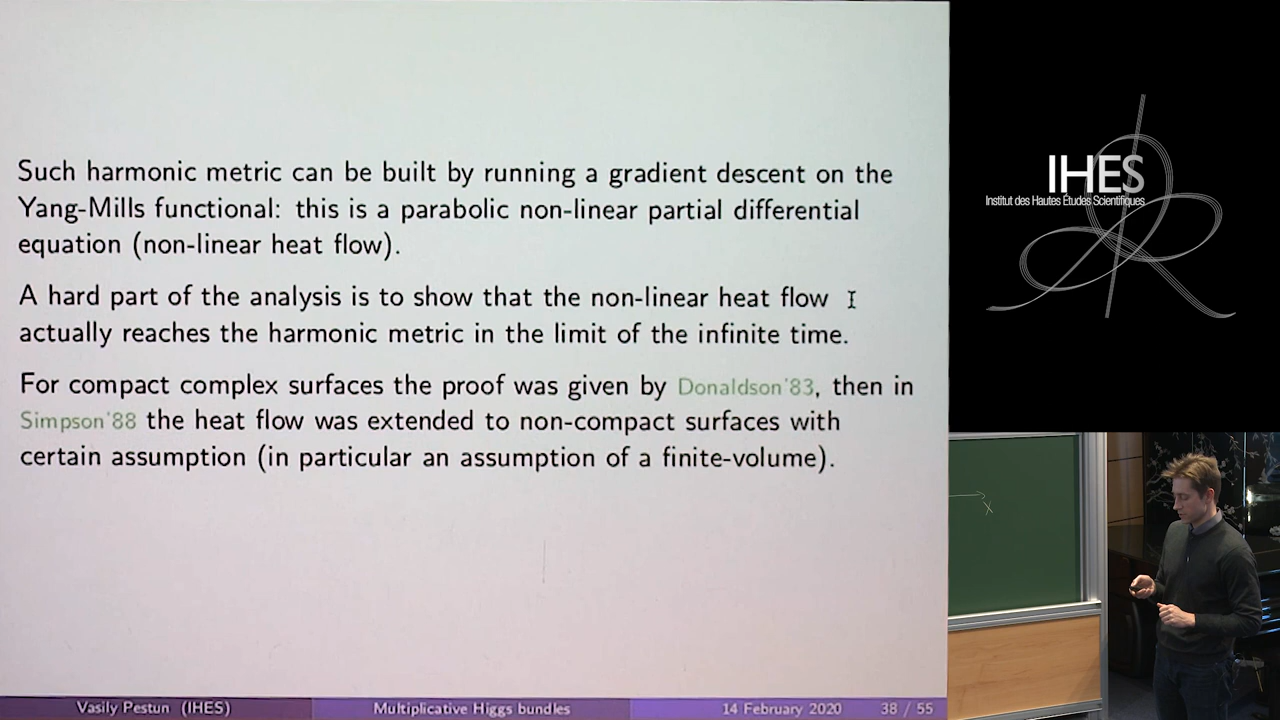 Such harmonic metric can be built by running a gradient descent on the
Yang-Mills functional: this is a parabolic non-linear partial differential
equation (non-linear heat flow).
A hard part of the analysis is to show that the non-linear heat flow
actually reaches the harmonic metric in the limit of the infinite time.
For compact complex surfaces the proof was given by Donaldson'83, then in
Simpson'88 the heat flow was extended to non-compact surfaces with
certain assumption (in particular an assumption of a finite-volume).
Vasily Pestun (IHES) Multiplicative Higgs bundles 14 February 2020 38 / 55
IHES
Institut des Hautes Études Scientifiques
x